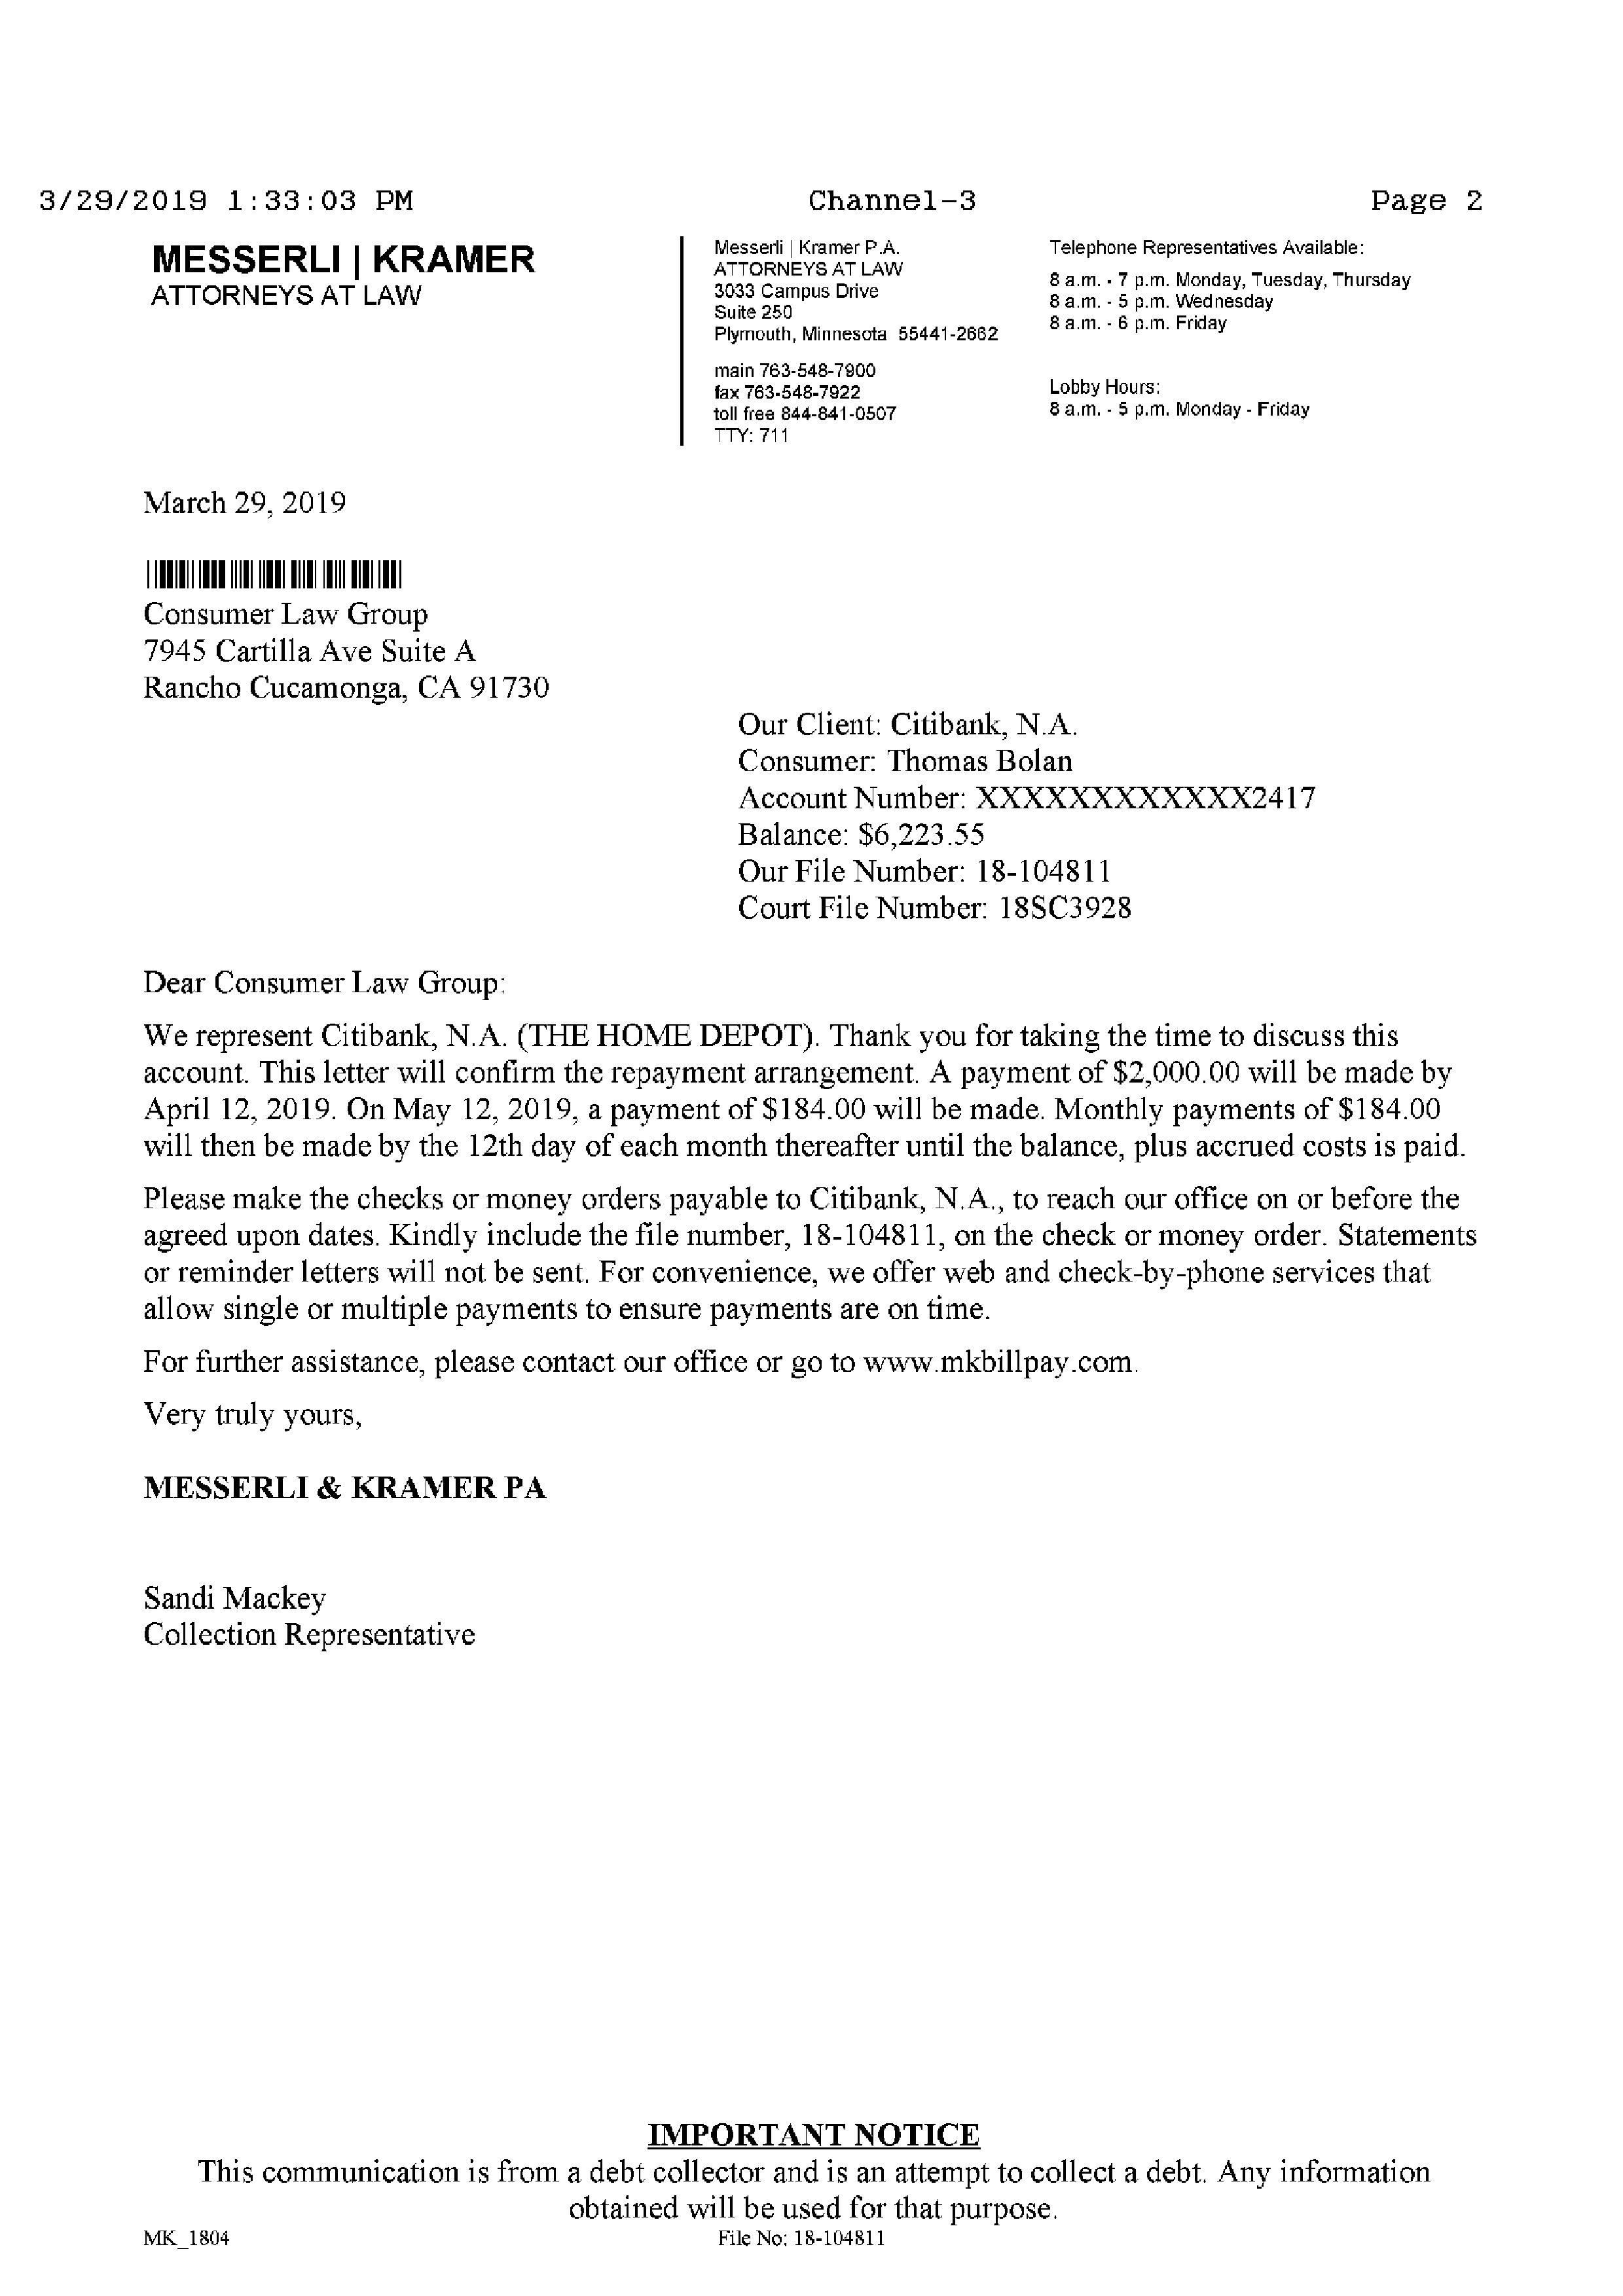 3/29/2019 1:33:03 PM Channel-3 Page 2
MESSERLI | KRAMER
ATTORNEYS AT LAW
Messerli | Kramer P.A.
ATTORNEYS AT LAW
3033 Campus Drive
Suite 250
Plymouth, Minnesota 55441-2662
main 763-548-7900
fax 763-548-7922
toll free 844-841-0507
TTY: 711
Telephone Representatives Available:
8 a.m. - 7 p.m. Monday, Tuesday, Thursday
8 a.m. - 5 p.m. Wednesday
8 a.m. - 6 p.m. Friday
Lobby Hours:
8 a.m. - 5 p.m. Monday - Friday
March 29, 2019
Consumer Law Group
7945 Cartilla Ave Suite A
Rancho Cucamonga, CA 91730
Our Client: Citibank, N.A.
Consumer: Thomas Bolan
Account Number: XXXXXXXXXXXX2417
Balance: $6,223.55
Our File Number: 18-104811
Court File Number: 18SC3928
Dear Consumer Law Group:
We represent Citibank, N.A. (THE HOME DEPOT). Thank you for taking the time to discuss this
account. This letter will confirm the repayment arrangement. A payment of $2,000.00 will be made by
April 12, 2019. On May 12, 2019, a payment of $184.00 will be made. Monthly payments of $184.00
will then be made by the 12th day of each month thereafter until the balance, plus accrued costs is paid.
Please make the checks or money orders payable to Citibank, N.A., to reach our office on or before the
agreed upon dates. Kindly include the file number, 18-104811, on the check or money order. Statements
or reminder letters will not be sent. For convenience, we offer web and check-by-phone services that
allow single or multiple payments to ensure payments are on time.
For further assistance, please contact our office or go to www.mkbillpay.com.
Very truly yours,
MESSERLI & KRAMER PA
Sandi Mackey
Collection Representative
IMPORTANT NOTICE
This communication is from a debt collector and is an attempt to collect a debt. Any information
obtained will be used for that purpose.
MK_1804 File No: 18-104811